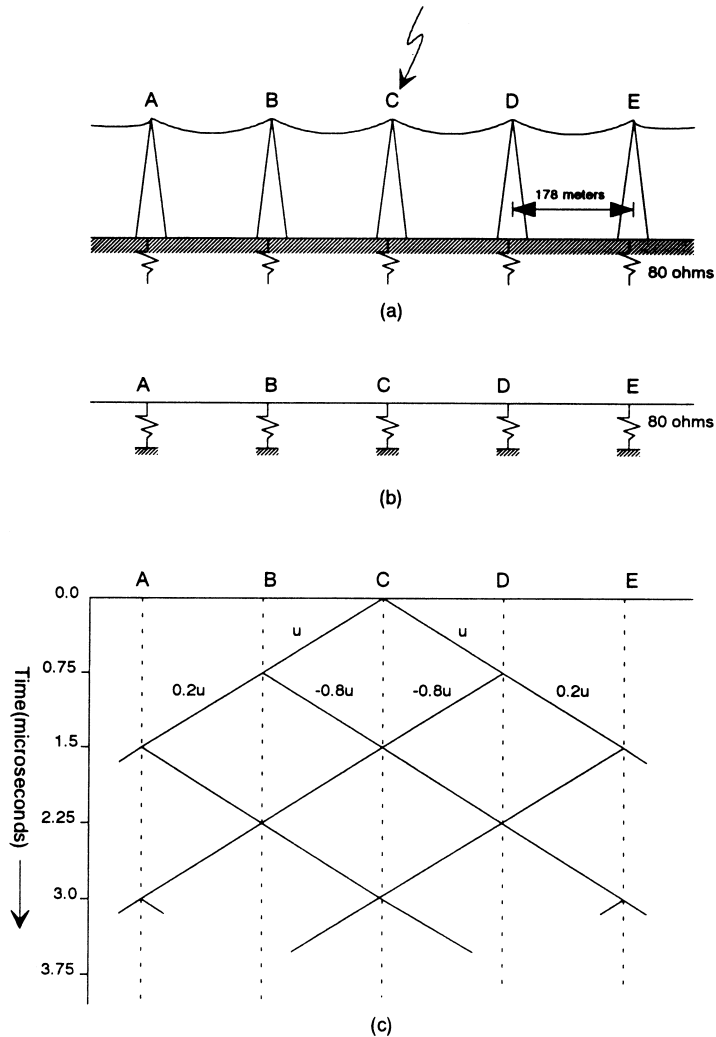 A B C D E
178 meters
80 ohms
(a)
A B C D E
80 ohms
(b)
A B C D E
0.0
u u
0.75
0.2u -0.8u -0.8u 0.2u
1.5
2.25
3.0
3.75
Time(microseconds)
(c)